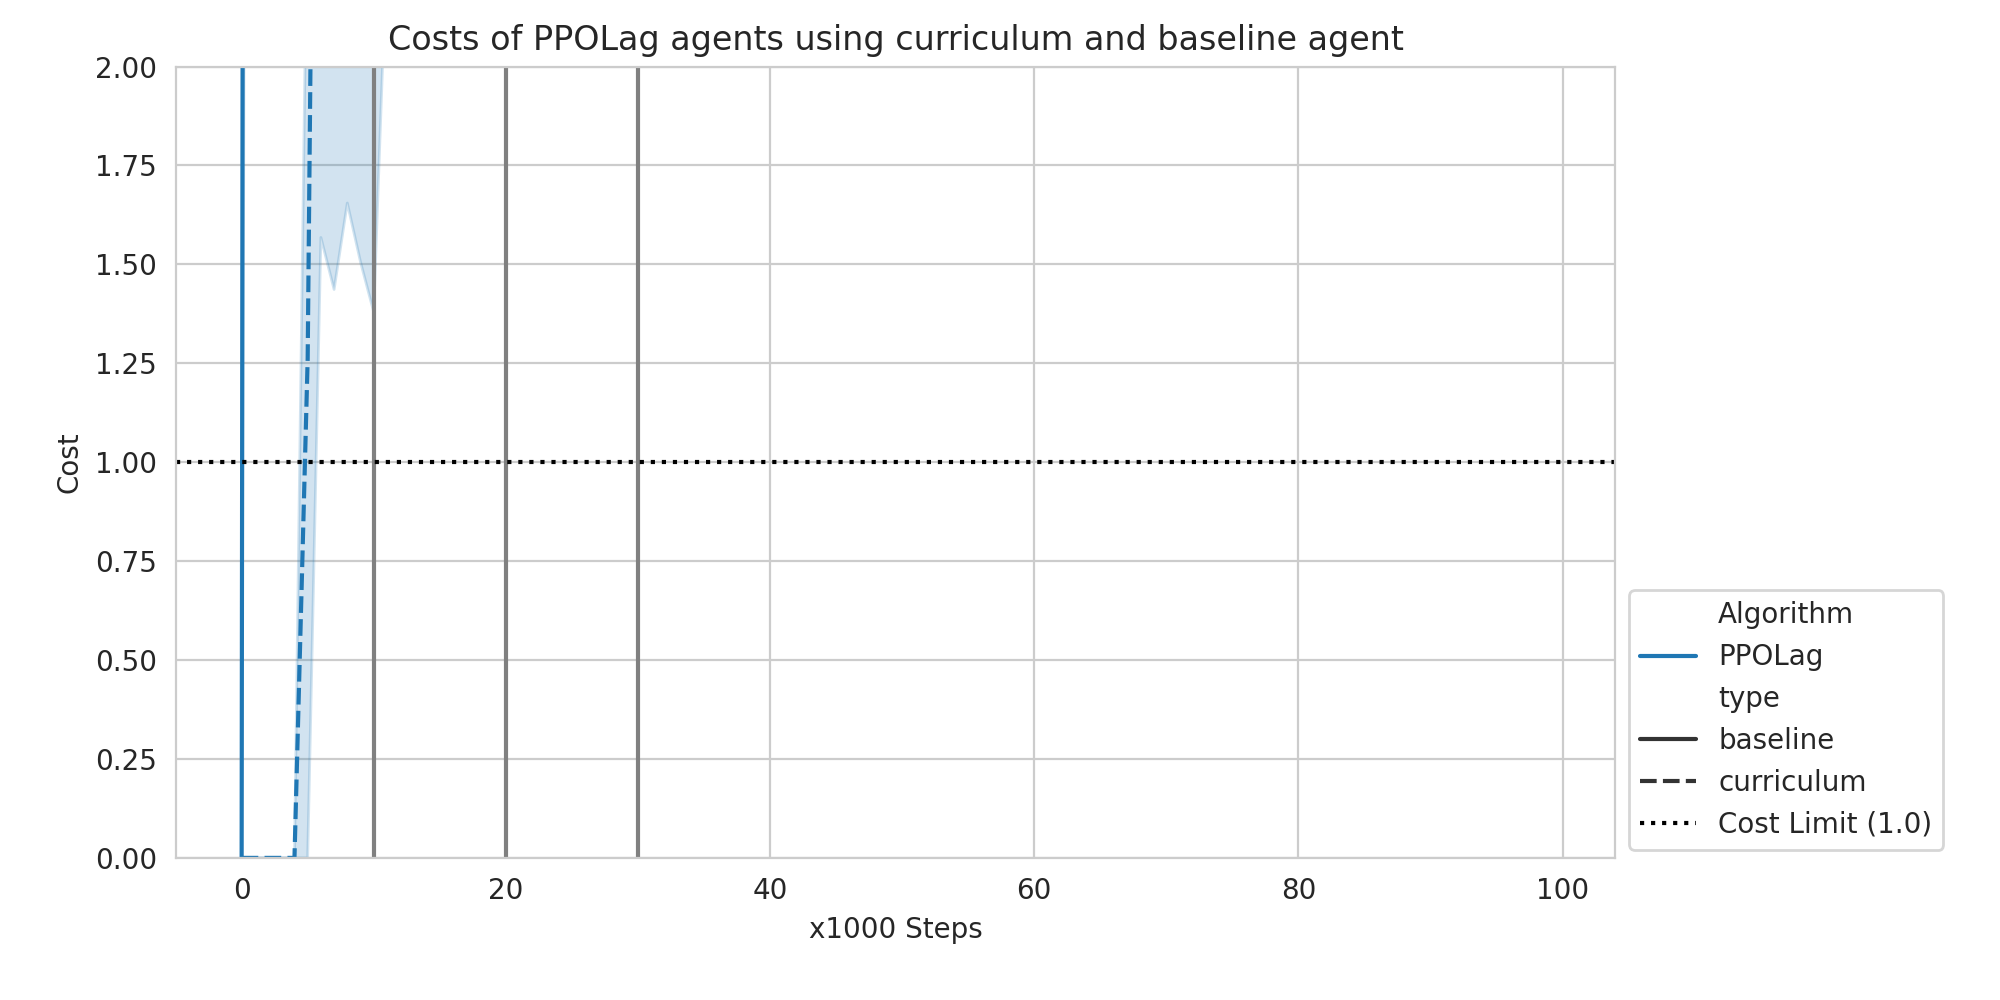 Costs of PPOLag agents using curriculum and baseline agent
2.00
1.75
1.50
1.25
1.00
0.75
0.50
0.25
0.00
Cost
0 20 40 60 80 100
x1000 Steps
Algorithm
PPOLag
type
baseline
curriculum
Cost Limit (1.0)